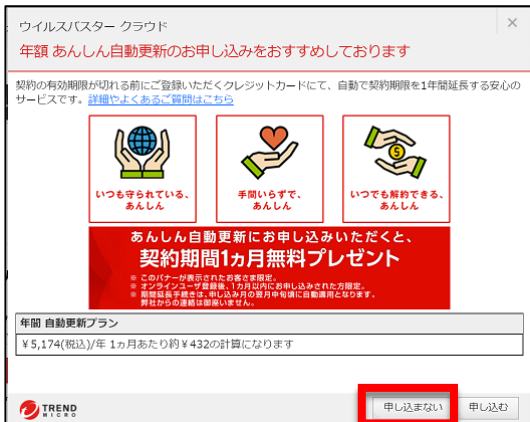 ウイルスバスター クラウド
年額 あんしん自動更新のお申し込みをおすすめしております
契約の有効期限が切れる前にご登録いただくクレジットカードにて、自動で契約期限を1年間延長する安心の
サービスです。詳細やよくあるご質問はこちら
いつも守られている、
あんしん
手間いらずで、
あんしん
いつでも解約できる、
あんしん
あんしん自動更新にお申し込みいただくと、
契約期間1ヵ月無料プレゼント
※ このバナーが表示されたお客さま限定。
※ オンラインユーザ登録後、1カ月以内にお申し込みされた方限定。
※ 期間延長手続きは、申し込み月の翌月中旬頃に自動適用となります。
弊社からの連絡は御座いません。
年間 自動更新プラン
¥5,174(税込)/年 1ヵ月あたり約¥432の計算になります
TREND
MICRO
申し込まない
申し込む